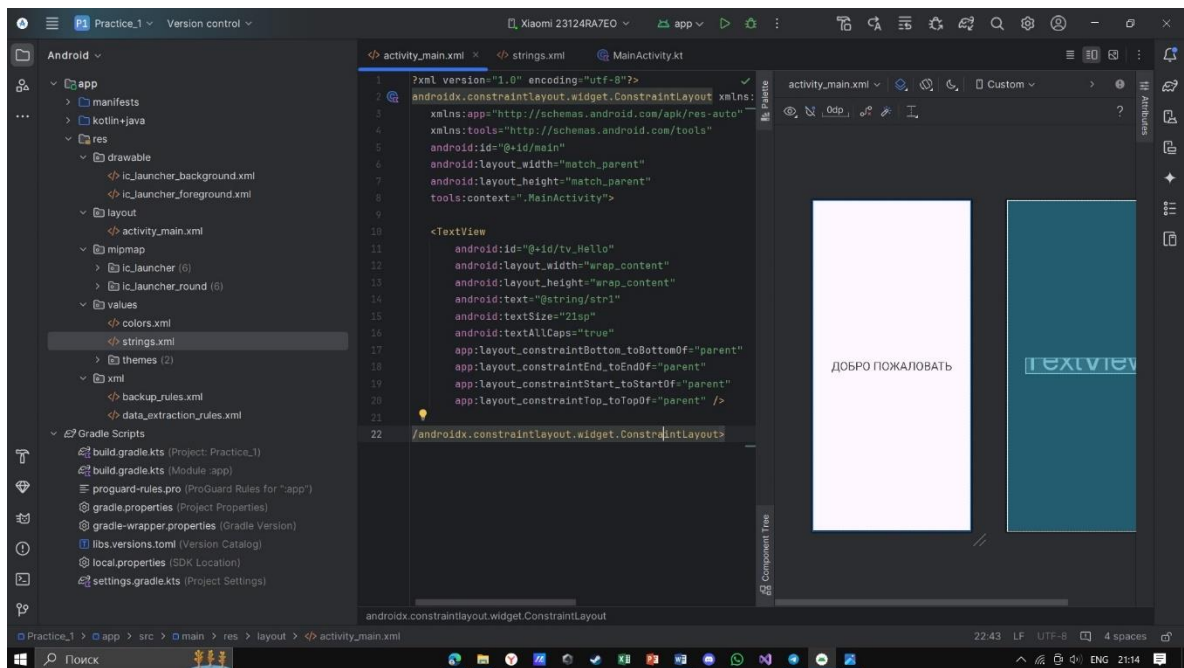 P1 Practice_1 Version control Xiaomi 23124RA7EO app
Android
app
manifests
kotlin+java
res
drawable
ic_launcher_background.xml
ic_launcher_foreground.xml
layout
activity_main.xml
mipmap
ic_launcher (6)
ic_launcher_round (6)
values
colors.xml
strings.xml
themes (2)
xml
backup_rules.xml
data_extraction_rules.xml
Gradle Scripts
build.gradle.kts (Project: Practice_1)
build.gradle.kts (Module :app)
proguard-rules.pro (ProGuard Rules for ":app")
gradle.properties (Project Properties)
gradle-wrapper.properties (Gradle Version)
libs.versions.toml (Version Catalog)
local.properties (SDK Location)
settings.gradle.kts (Project Settings)
activity_main.xml strings.xml MainActivity.kt
1 ?xml version="1.0" encoding="utf-8"?>
2 androidx.constraintlayout.widget.ConstraintLayout xmlns:
3 xmlns:app="http://schemas.android.com/apk/res-auto"
4 xmlns:tools="http://schemas.android.com/tools"
5 android:id="@+id/main"
6 android:layout_width="match_parent"
7 android:layout_height="match_parent"
8 tools:context=".MainActivity">
9
10 <TextView
11 android:id="@+id/tv_Hello"
12 android:layout_width="wrap_content"
13 android:layout_height="wrap_content"
14 android:text="@string/str1"
15 android:textSize="21sp"
16 android:textAllCaps="true"
17 app:layout_constraintBottom_toBottomOf="parent"
18 app:layout_constraintEnd_toEndOf="parent"
19 app:layout_constraintStart_toStartOf="parent"
20 app:layout_constraintTop_toTopOf="parent" />
21
22 /androidx.constraintlayout.widget.ConstraintLayout>
androidx.constraintlayout.widget.ConstraintLayout
Palette
Component Tree
activity_main.xml Custom
0dp
Attributes
ДОБРО ПОЖАЛОВАТЬ
TextView
Practice_1 > app > src > main > res > layout > activity_main.xml 22:43 LF UTF-8 4 spaces
Поиск ENG 21:14